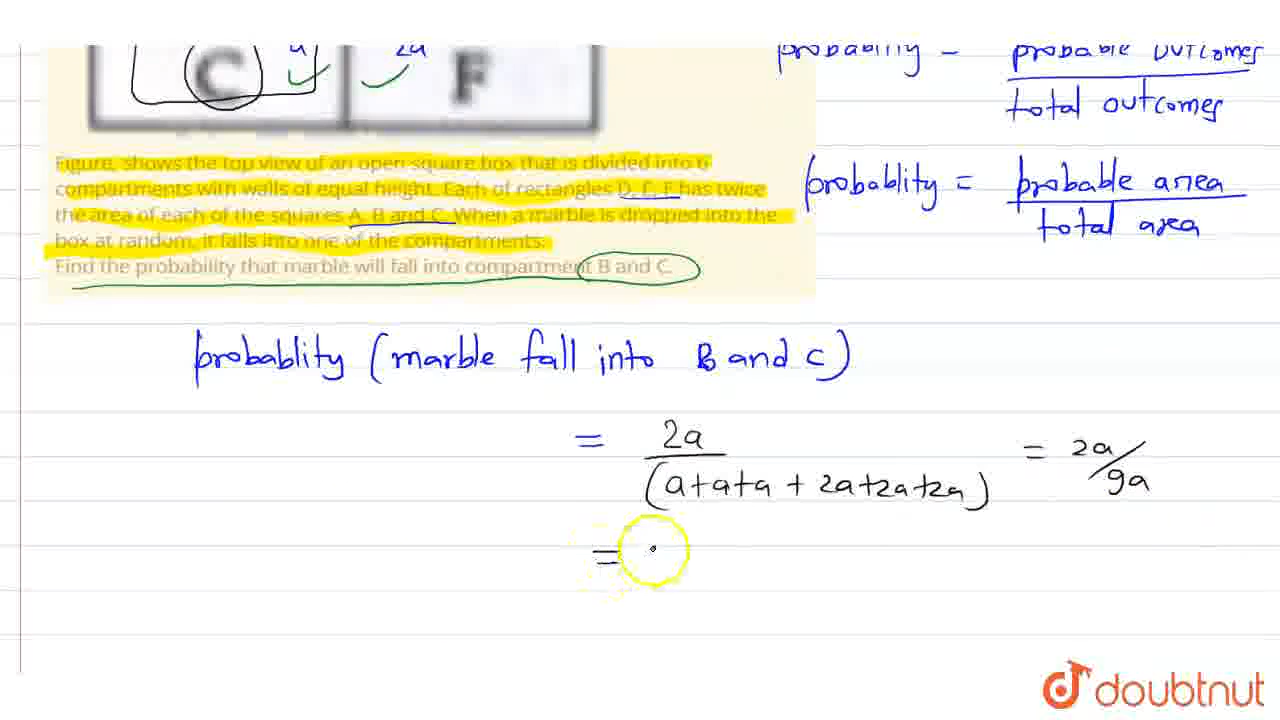 a
2a
C
F
probability = probable outcomes
total outcomes
Figure, shows the top view of an open square box that is divided into 6
compartments with walls of equal height. Each of rectangles D, E, F has twice
the area of each of the squares A, B and C. When a marble is dropped into the
box at random, it falls into one of the compartments.
Find the probability that marble will fall into compartment B and C.
probablity = probable area
total area
probablity (marble fall into B and C)
= 2a
(a+a+a + 2a+2a+2a)
= 2a/9a
=
doubtnut